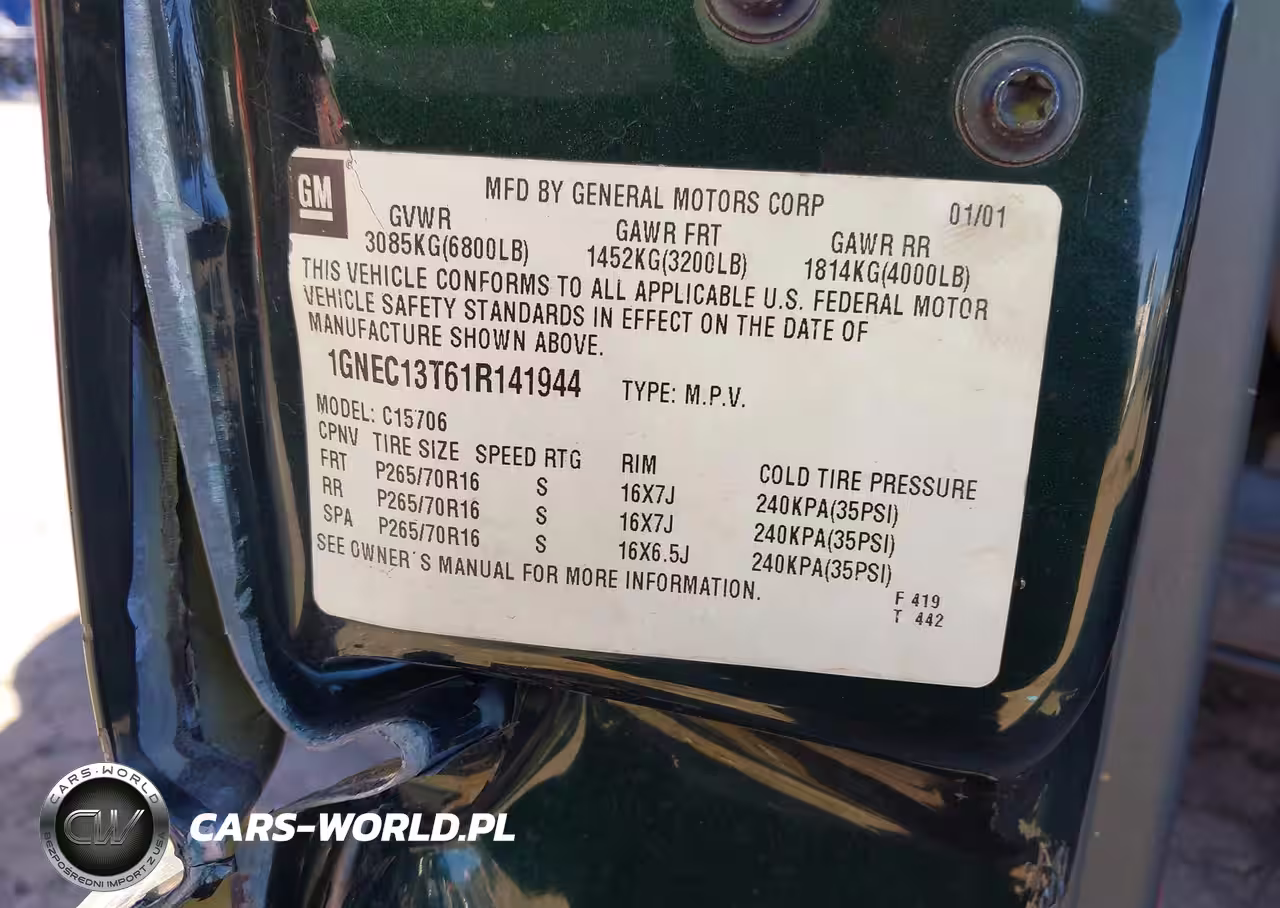 GM
MFD BY GENERAL MOTORS CORP 01/01
GVWR GAWR FRT GAWR RR
3085KG(6800LB) 1452KG(3200LB) 1814KG(4000LB)
THIS VEHICLE CONFORMS TO ALL APPLICABLE U.S. FEDERAL MOTOR
VEHICLE SAFETY STANDARDS IN EFFECT ON THE DATE OF
MANUFACTURE SHOWN ABOVE.
1GNEC13T61R141944 TYPE: M.P.V.
MODEL: C15706
CPNV TIRE SIZE SPEED RTG RIM COLD TIRE PRESSURE
FRT P265/70R16 S 16X7J 240KPA(35PSI)
RR P265/70R16 S 16X7J 240KPA(35PSI)
SPA P265/70R16 S 16X6.5J 240KPA(35PSI)
SEE OWNER'S MANUAL FOR MORE INFORMATION.
F 419
T 442
CARS-WORLD
CW
BEZPOŚREDNI IMPORT Z USA
CARS-WORLD.PL